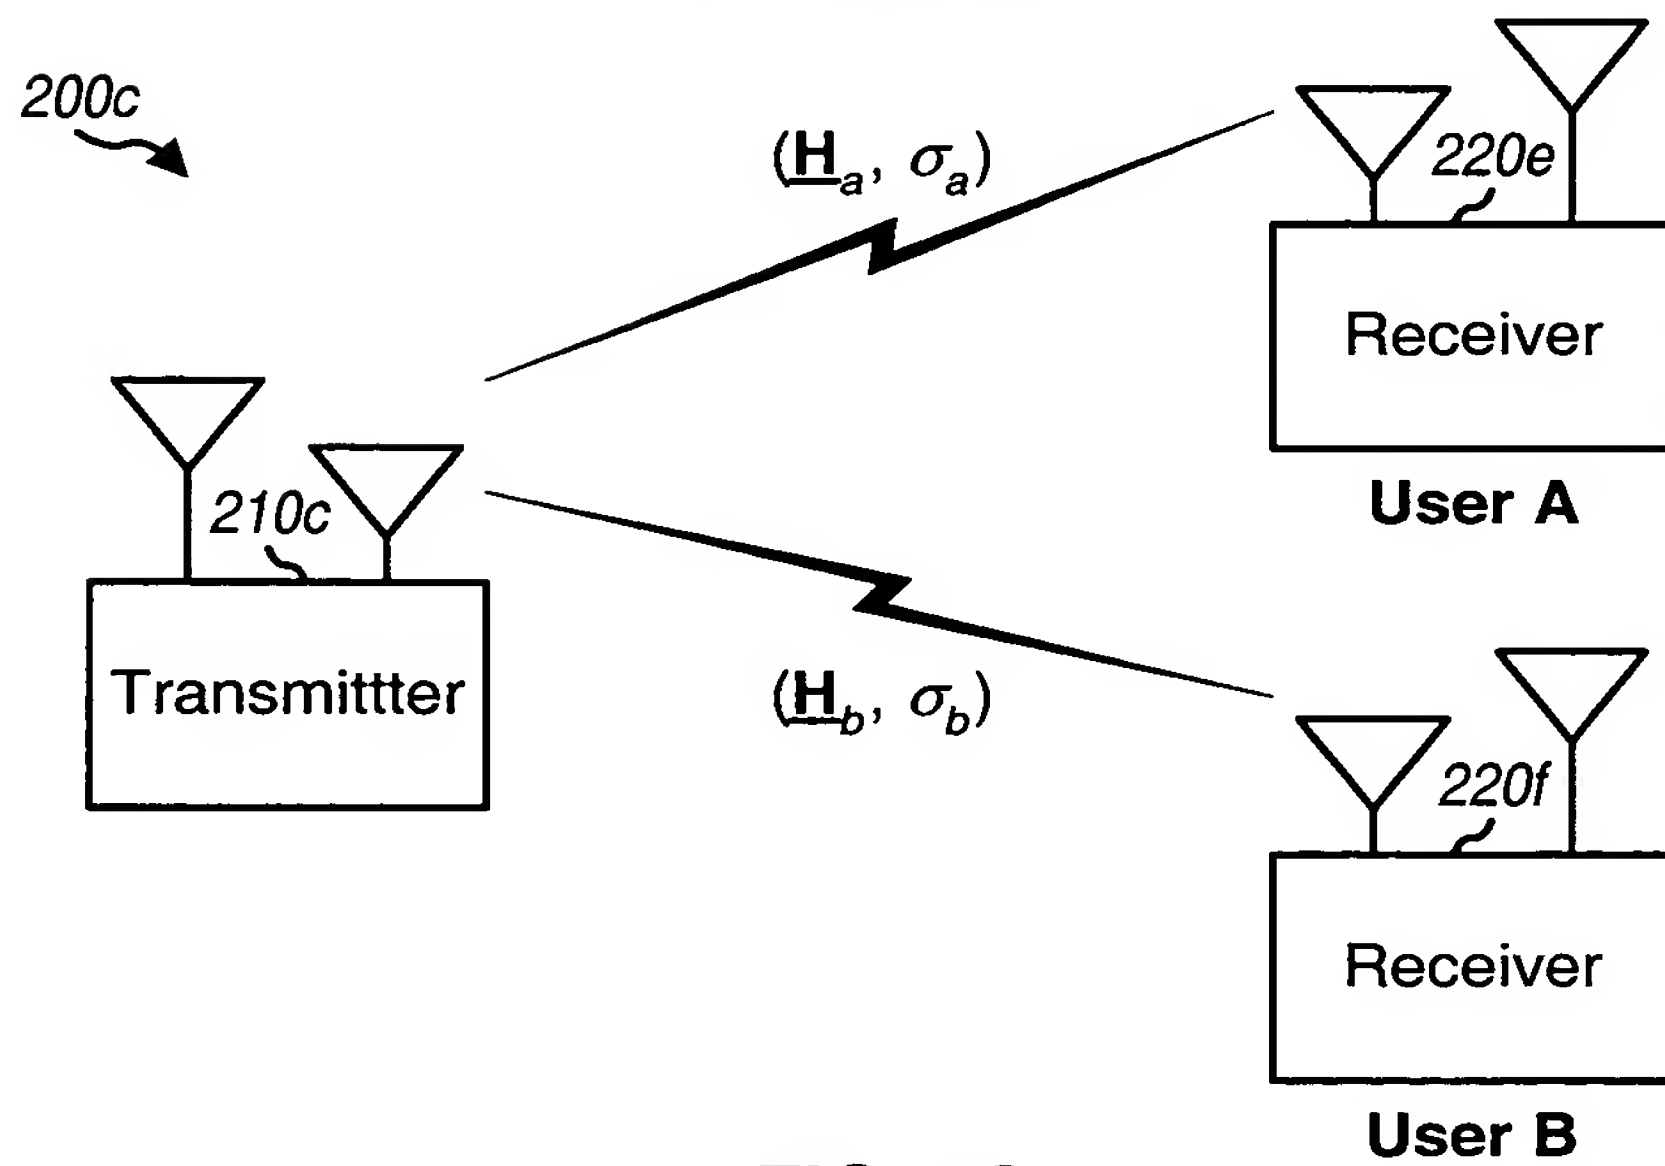 200c
(H_a, σ_a)
220e
Receiver
User A
210c
Transmittter
(H_b, σ_b)
220f
Receiver
User B